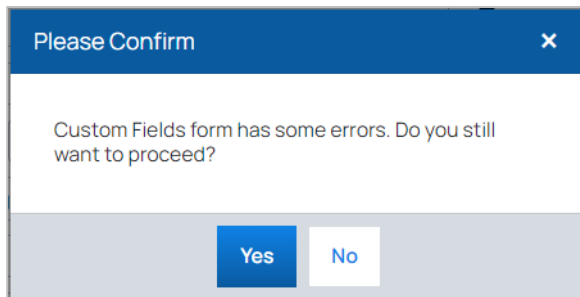 Please Confirm
Custom Fields form has some errors. Do you still
want to proceed?
Yes No